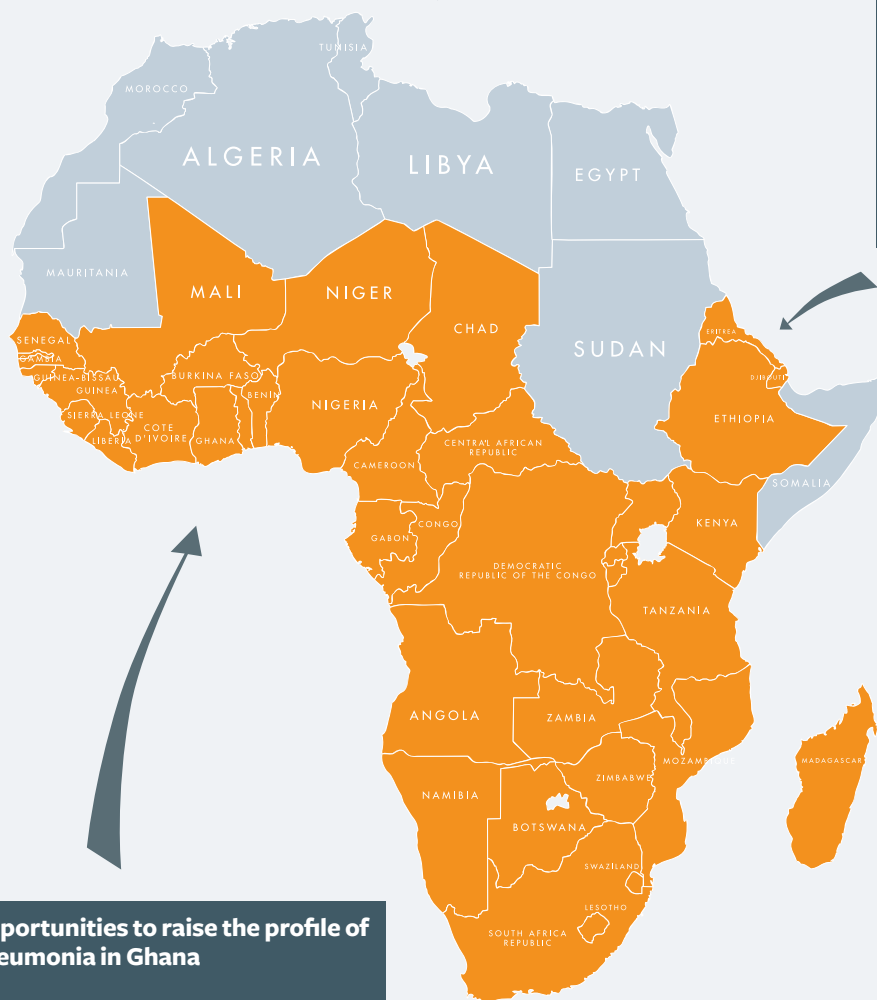 TUNISIA
MOROCCO
ALGERIA
LIBYA
EGYPT
MAURITANIA
MALI
NIGER
CHAD
SUDAN
ERITREA
SENEGAL
GAMBIA
GUINEA-BISSAU
GUINEA
BURKINA FASO
BENIN
DJIBOUTI
NIGERIA
ETHIOPIA
SIERRA LEONE
LIBERIA
COTE
D'IVOIRE
GHANA
CENTRAL AFRICAN
REPUBLIC
CAMEROON
SOMALIA
GABON
CONGO
KENYA
DEMOCRATIC
REPUBLIC OF THE CONGO
TANZANIA
ANGOLA
ZAMBIA
MOZAMBIQUE
MADAGASCAR
NAMIBIA
ZIMBABWE
BOTSWANA
SWAZILAND
LESOTHO
SOUTH AFRICA
REPUBLIC
portunities to raise the profile of
eumonia in Ghana